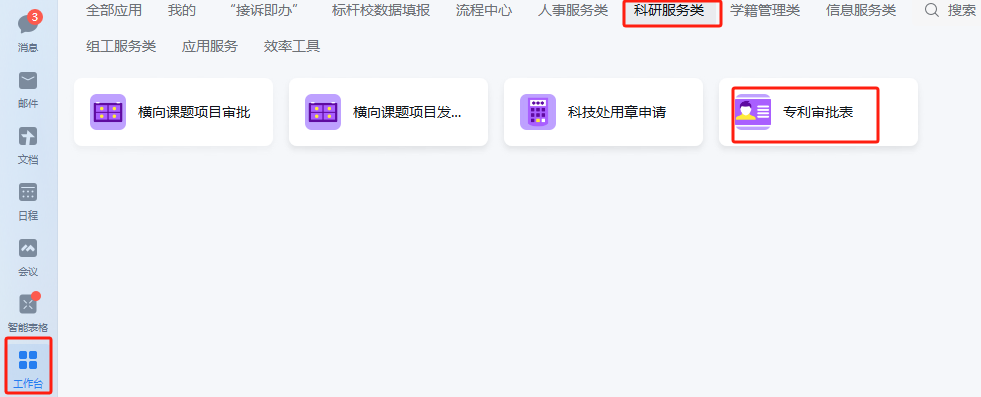 3
消息
邮件
文档
日程
会议
智能表格
工作台
全部应用 我的 “接诉即办” 标杆校数据填报 流程中心 人事服务类 科研服务类 学籍管理类 信息服务类 搜索
组工服务类 应用服务 效率工具
横向课题项目审批 横向课题项目发... 科技处用章申请 专利审批表